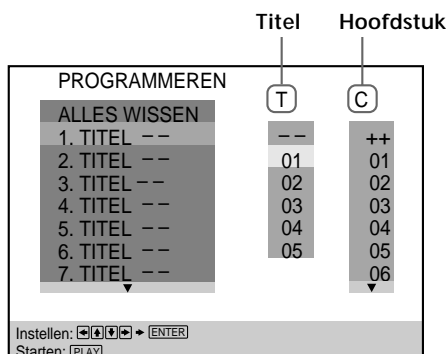 Titel Hoofdstuk
PROGRAMMEREN
T C
ALLES WISSEN
1. TITEL – – – – ++
2. TITEL – – 01 01
3. TITEL – – 02 02
4. TITEL – – 03 03
5. TITEL – – 04 04
6. TITEL – – 05 05
7. TITEL – – 06
Instellen: ENTER
Starten: PLAY